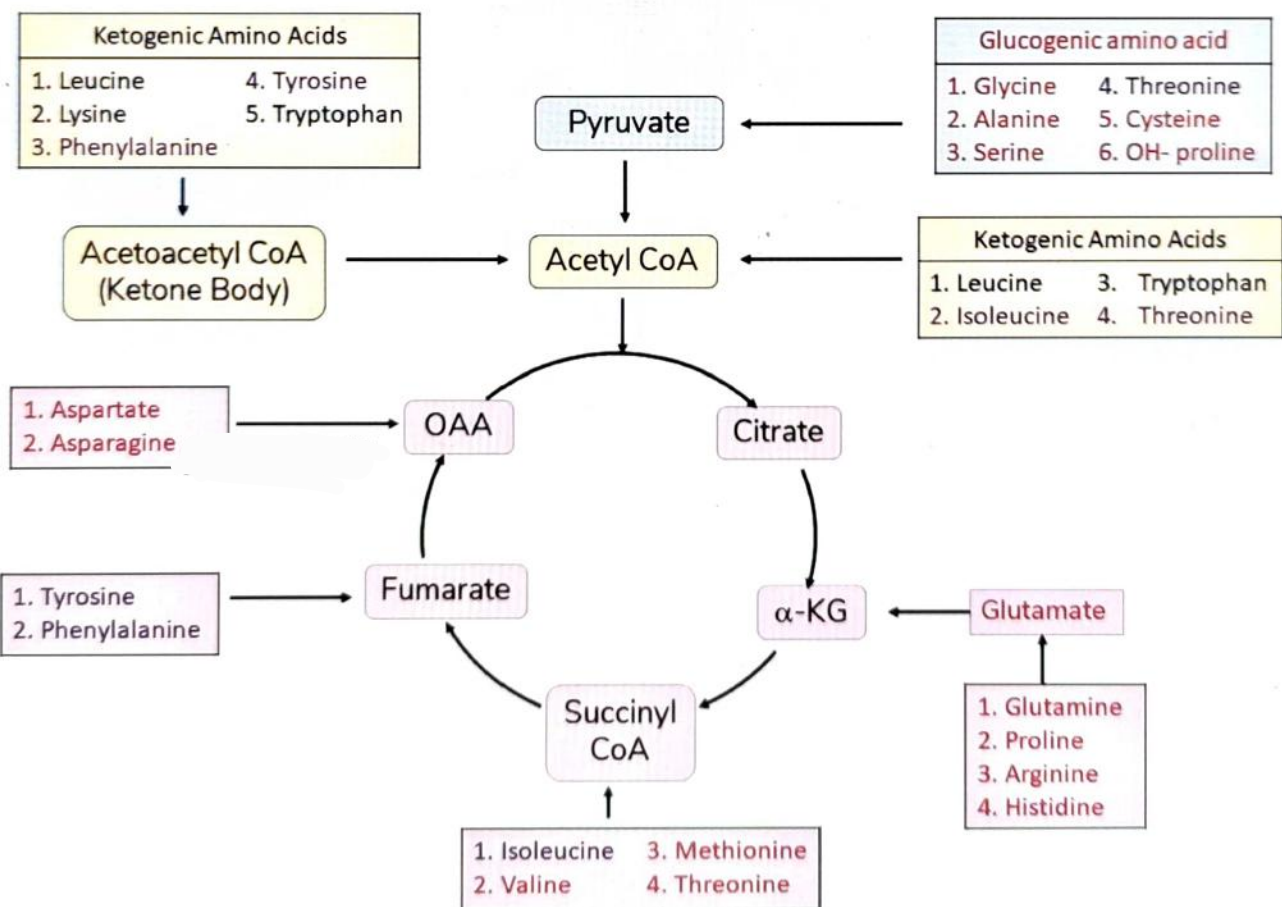 Ketogenic Amino Acids
1. Leucine 4. Tyrosine
2. Lysine 5. Tryptophan
3. Phenylalanine
Glucogenic amino acid
1. Glycine 4. Threonine
2. Alanine 5. Cysteine
3. Serine 6. OH- proline
Pyruvate
Acetoacetyl CoA
(Ketone Body)
Acetyl CoA
Ketogenic Amino Acids
1. Leucine 3. Tryptophan
2. Isoleucine 4. Threonine
1. Aspartate
2. Asparagine
OAA
Citrate
1. Tyrosine
2. Phenylalanine
Fumarate
α-KG
Glutamate
Succinyl
CoA
1. Glutamine
2. Proline
3. Arginine
4. Histidine
1. Isoleucine 3. Methionine
2. Valine 4. Threonine